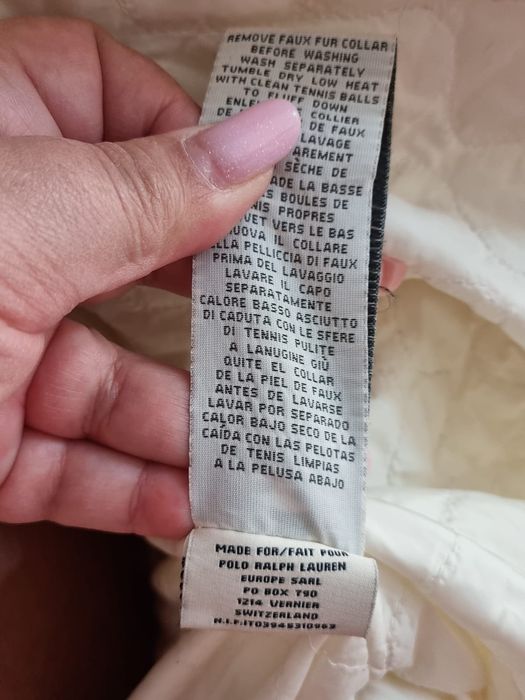 REMOVE FAUX FUR COLLAR
BEFORE WASHING
WASH SEPARATELY
TUMBLE DRY LOW HEAT
WITH CLEAN TENNIS BALLS
TO FLUFF DOWN
COLLIER
DE FAUX
LAVAGE
SÈCHE DE
LA BASSE
BOULES DE
PROPRES
VERS LE BAS
IL COLLARE
PELLICCIA DI FAUX
PRIMA DEL LAVAGGIO
LAVARE IL CAPO
SEPARATAMENTE
CALORE BASSO ASCIUTTO
DI CADUTA CON LE SFERE
DI TENNIS PULITE
A LANUGINE GIÙ
QUITE EL COLLAR
DE LA PIEL DE FAUX
ANTES DE LAVARSE
LAVAR POR SEPARADO
CALOR BAJO SECO DE LA
CAÍDA CON LAS PELOTAS
DE TENIS LIMPIAS
A LA PELUSA ABAJO
MADE FOR/FAIT POUR
POLO RALPH LAUREN
EUROPE SARL
PO BOX 790
1214 VERNIER
SWITZERLAND
N.I.F:IT03945310963